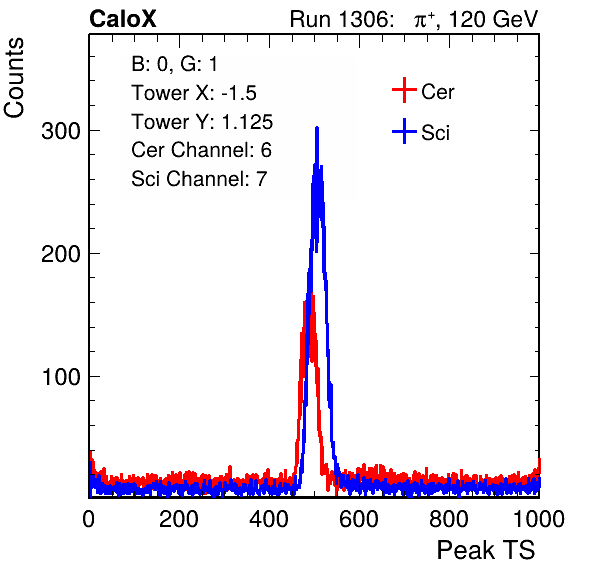 CaloX Run 1306: π⁺, 120 GeV
Counts
B: 0, G: 1
Tower X: -1.5
Tower Y: 1.125
Cer Channel: 6
Sci Channel: 7
Cer
Sci
300
200
100
0 200 400 600 800 1000
Peak TS